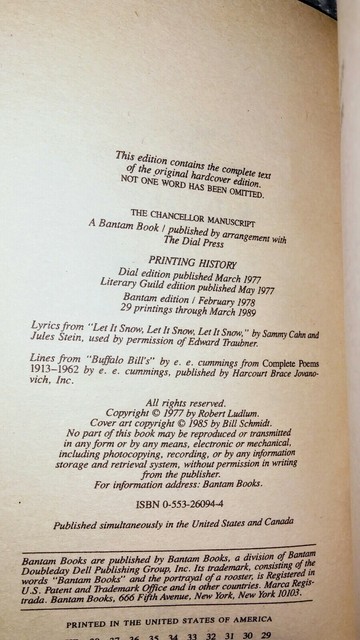 This edition contains the complete text
of the original hardcover edition.
NOT ONE WORD HAS BEEN OMITTED.
THE CHANCELLOR MANUSCRIPT
A Bantam Book / published by arrangement with
The Dial Press
PRINTING HISTORY
Dial edition published March 1977
Literary Guild edition published May 1977
Bantam edition / February 1978
29 printings through March 1989
Lyrics from "Let It Snow, Let It Snow, Let It Snow," by Sammy Cahn and
Jules Stein, used by permission of Edward Traubner.
Lines from "Buffalo Bill's" by e. e. cummings from Complete Poems
1913–1962 by e. e. cummings, published by Harcourt Brace Jovano-
vich, Inc.
All rights reserved.
Copyright © 1977 by Robert Ludlum.
Cover art copyright © 1985 by Bill Schmidt.
No part of this book may be reproduced or transmitted
in any form or by any means, electronic or mechanical,
including photocopying, recording, or by any information
storage and retrieval system, without permission in writing
from the publisher.
For information address: Bantam Books.
ISBN 0-553-26094-4
Published simultaneously in the United States and Canada
Bantam Books are published by Bantam Books, a division of Bantam
Doubleday Dell Publishing Group, Inc. Its trademark, consisting of the
words "Bantam Books" and the portrayal of a rooster, is Registered in
U.S. Patent and Trademark Office and in other countries. Marca Regis-
trada. Bantam Books, 666 Fifth Avenue, New York, New York 10103.
PRINTED IN THE UNITED STATES OF AMERICA
37 36 35 34 33 32 31 30 29